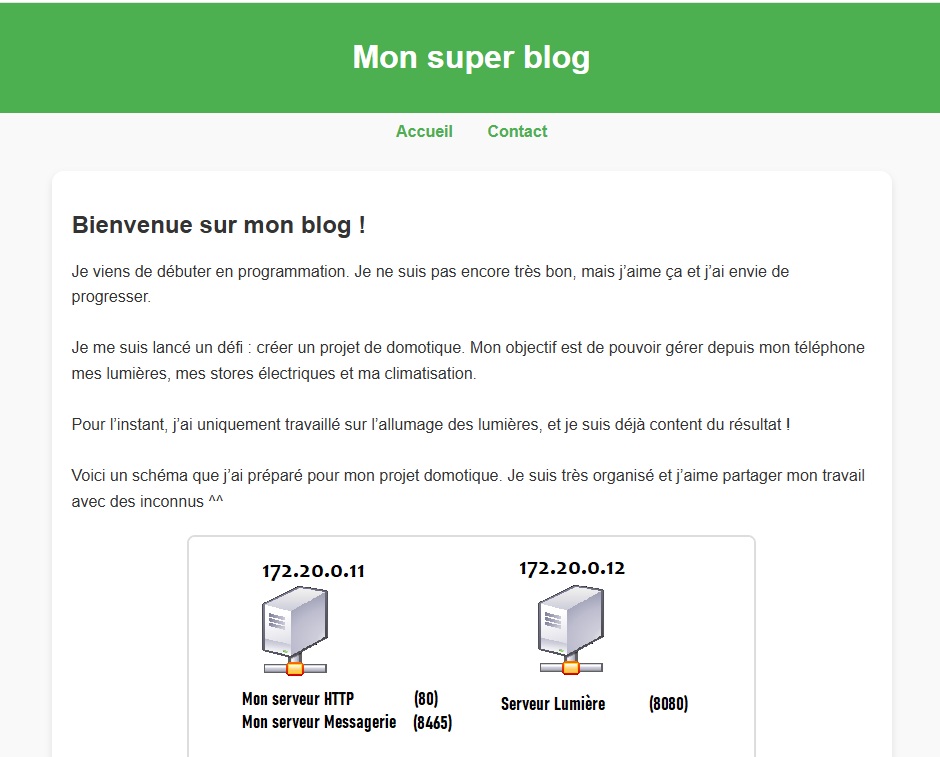 Mon super blog
Accueil Contact
Bienvenue sur mon blog !
Je viens de débuter en programmation. Je ne suis pas encore très bon, mais j’aime ça et j’ai envie de
progresser.
Je me suis lancé un défi : créer un projet de domotique. Mon objectif est de pouvoir gérer depuis mon téléphone
mes lumières, mes stores électriques et ma climatisation.
Pour l’instant, j’ai uniquement travaillé sur l’allumage des lumières, et je suis déjà content du résultat !
Voici un schéma que j’ai préparé pour mon projet domotique. Je suis très organisé et j’aime partager mon travail
avec des inconnus ^^
172.20.0.11 172.20.0.12
Mon serveur HTTP (80)
Mon serveur Messagerie (8465)
Serveur Lumière (8080)